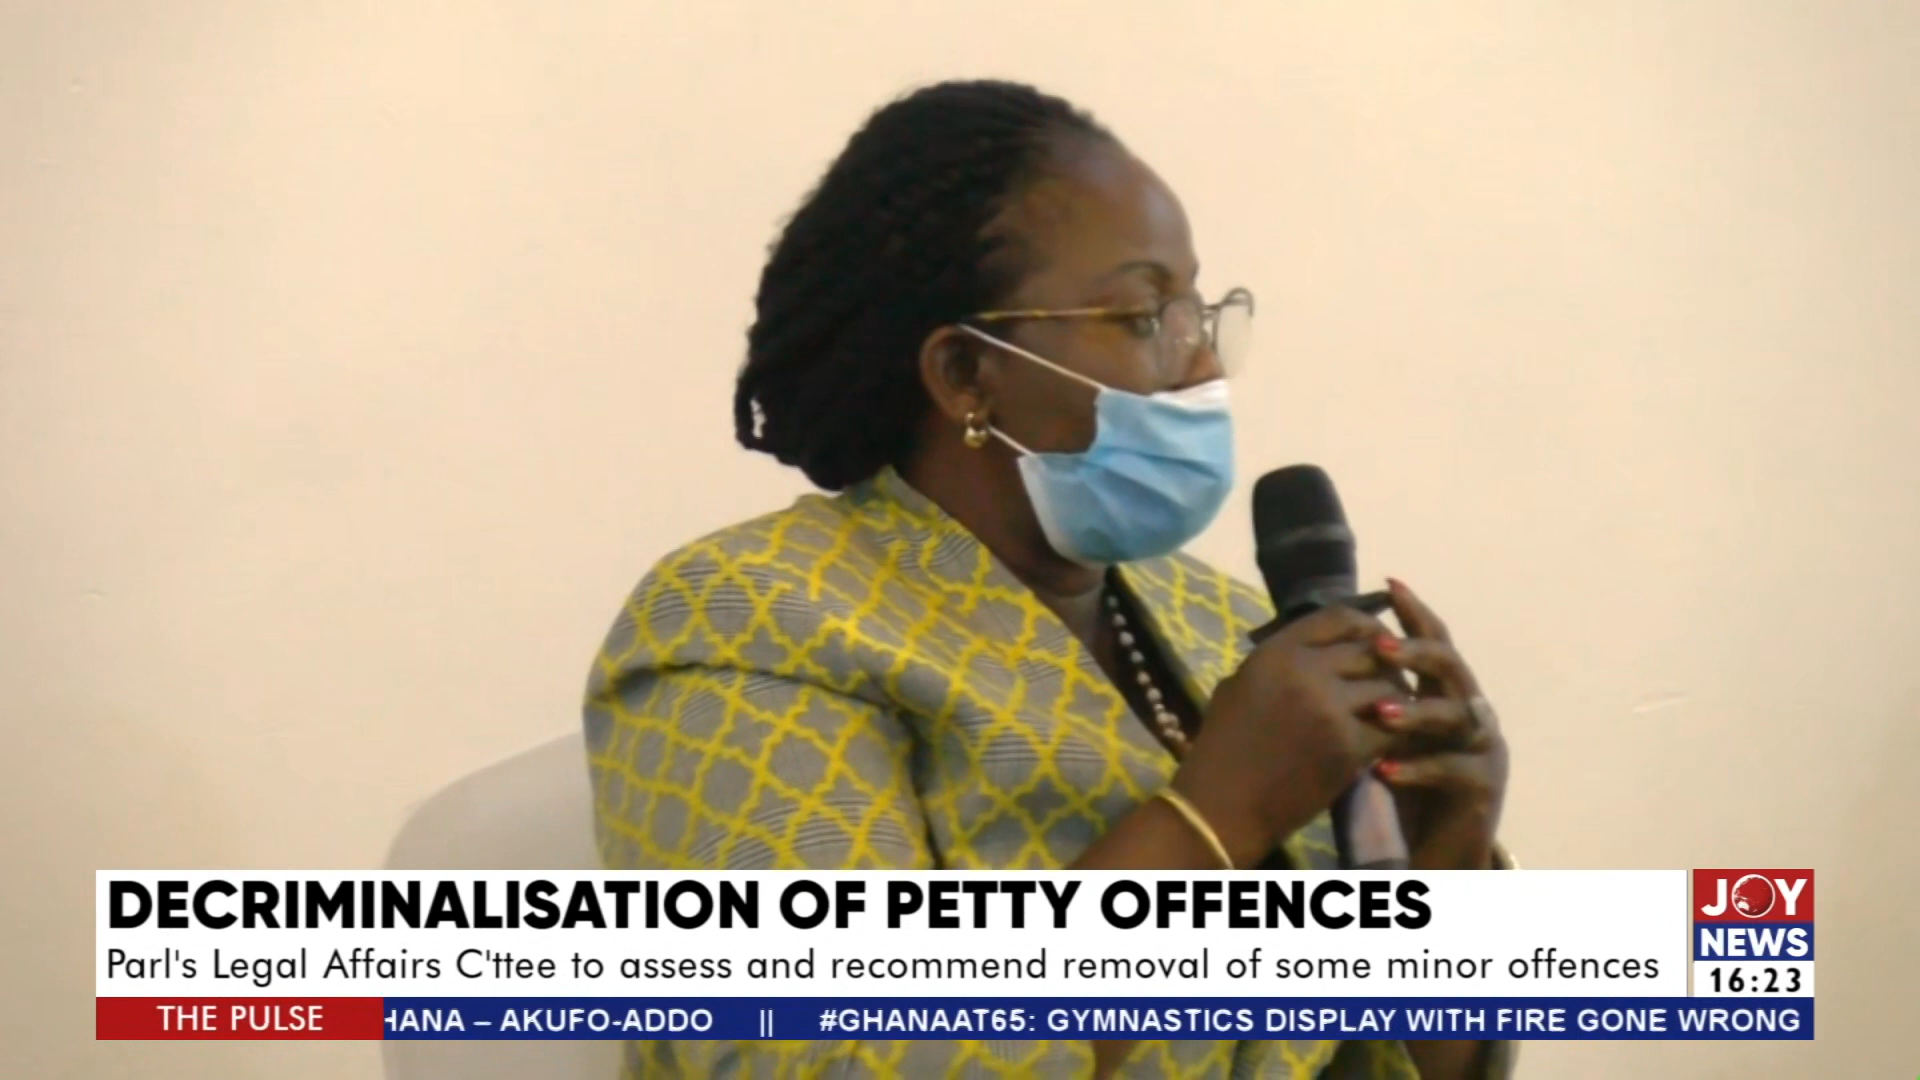 DECRIMINALISATION OF PETTY OFFENCES
Parl's Legal Affairs C'ttee to assess and recommend removal of some minor offences
JOY
NEWS
16:23
THE PULSE
HANA – AKUFO-ADDO || #GHANAAT65: GYMNASTICS DISPLAY WITH FIRE GONE WRONG